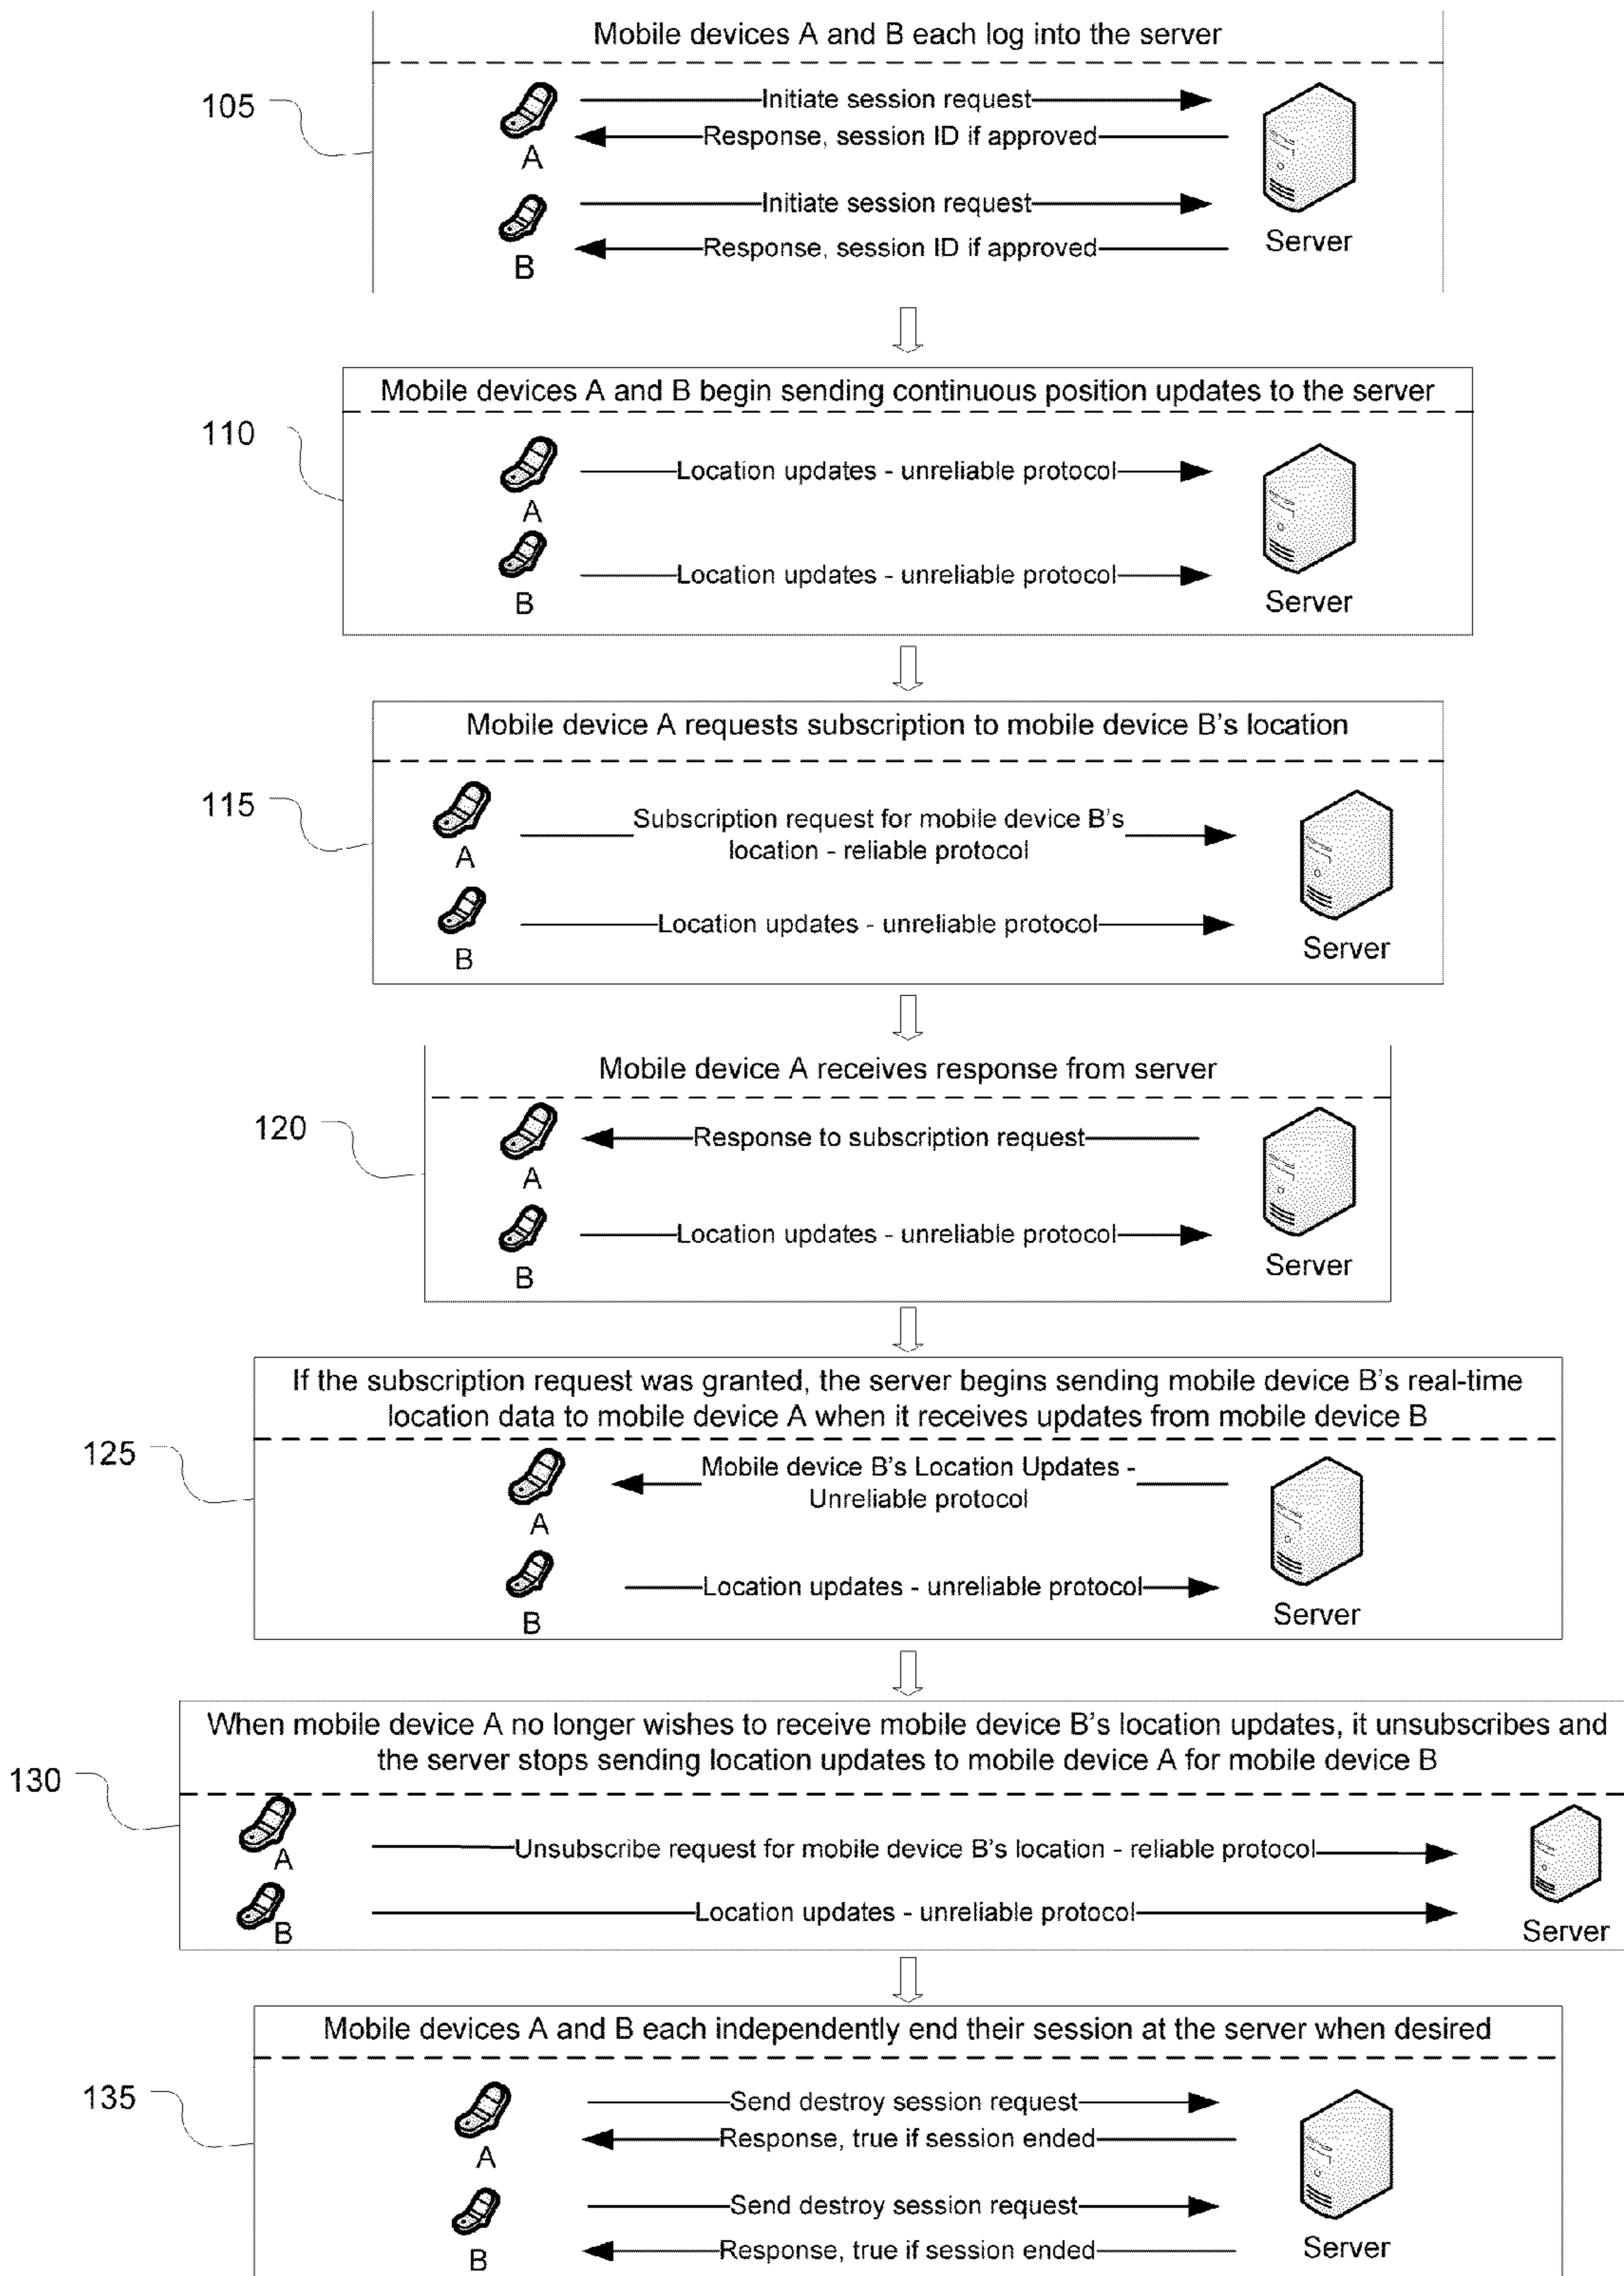 Mobile devices A and B each log into the server
105
Initiate session request
Response, session ID if approved
A
Initiate session request
Server
Response, session ID if approved
B
Mobile devices A and B begin sending continuous position updates to the server
110
Location updates - unreliable protocol
A
Location updates - unreliable protocol
B
Server
Mobile device A requests subscription to mobile device B's location
115
Subscription request for mobile device B's
location - reliable protocol
A
Location updates - unreliable protocol
B
Server
Mobile device A receives response from server
120
Response to subscription request
A
Location updates - unreliable protocol
B
Server
If the subscription request was granted, the server begins sending mobile device B's real-time
location data to mobile device A when it receives updates from mobile device B
125
Mobile device B's Location Updates -
Unreliable protocol
A
Location updates - unreliable protocol
B
Server
When mobile device A no longer wishes to receive mobile device B's location updates, it unsubscribes and
the server stops sending location updates to mobile device A for mobile device B
130
Unsubscribe request for mobile device B's location - reliable protocol
A
Location updates - unreliable protocol
B
Server
Mobile devices A and B each independently end their session at the server when desired
135
Send destroy session request
Response, true if session ended
A
Send destroy session request
Response, true if session ended
B
Server